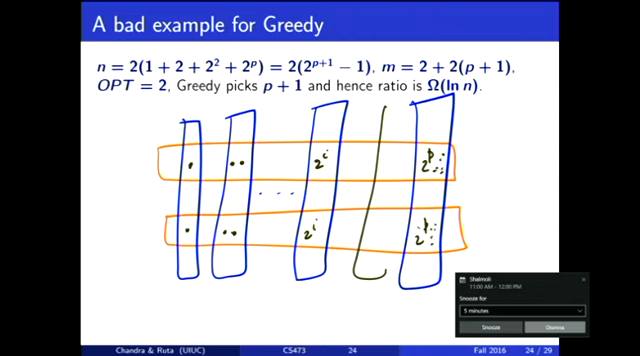 A bad example for Greedy
n = 2(1 + 2 + 2² + 2ᵖ) = 2(2ᵖ⁺¹ − 1), m = 2 + 2(p + 1),
OPT = 2, Greedy picks p + 1 and hence ratio is Ω(ln n).
2ⁱ 2ᵖ
. . .
2ⁱ 2ᵖ
Shalmoli
11:00 AM - 12:00 PM
Snooze for
5 minutes
Snooze Dismiss
Chandra & Ruta (UIUC) CS473 24 Fall 2016 24 / 29